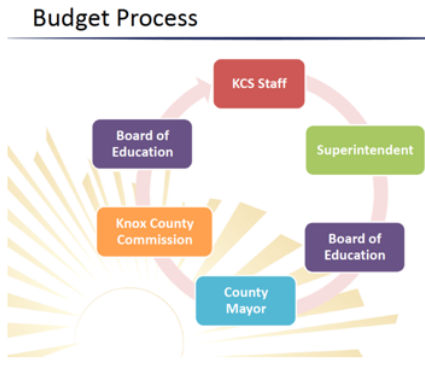 Budget Process
KCS Staff
Superintendent
Board of
Education
County
Mayor
Knox County
Commission
Board of
Education